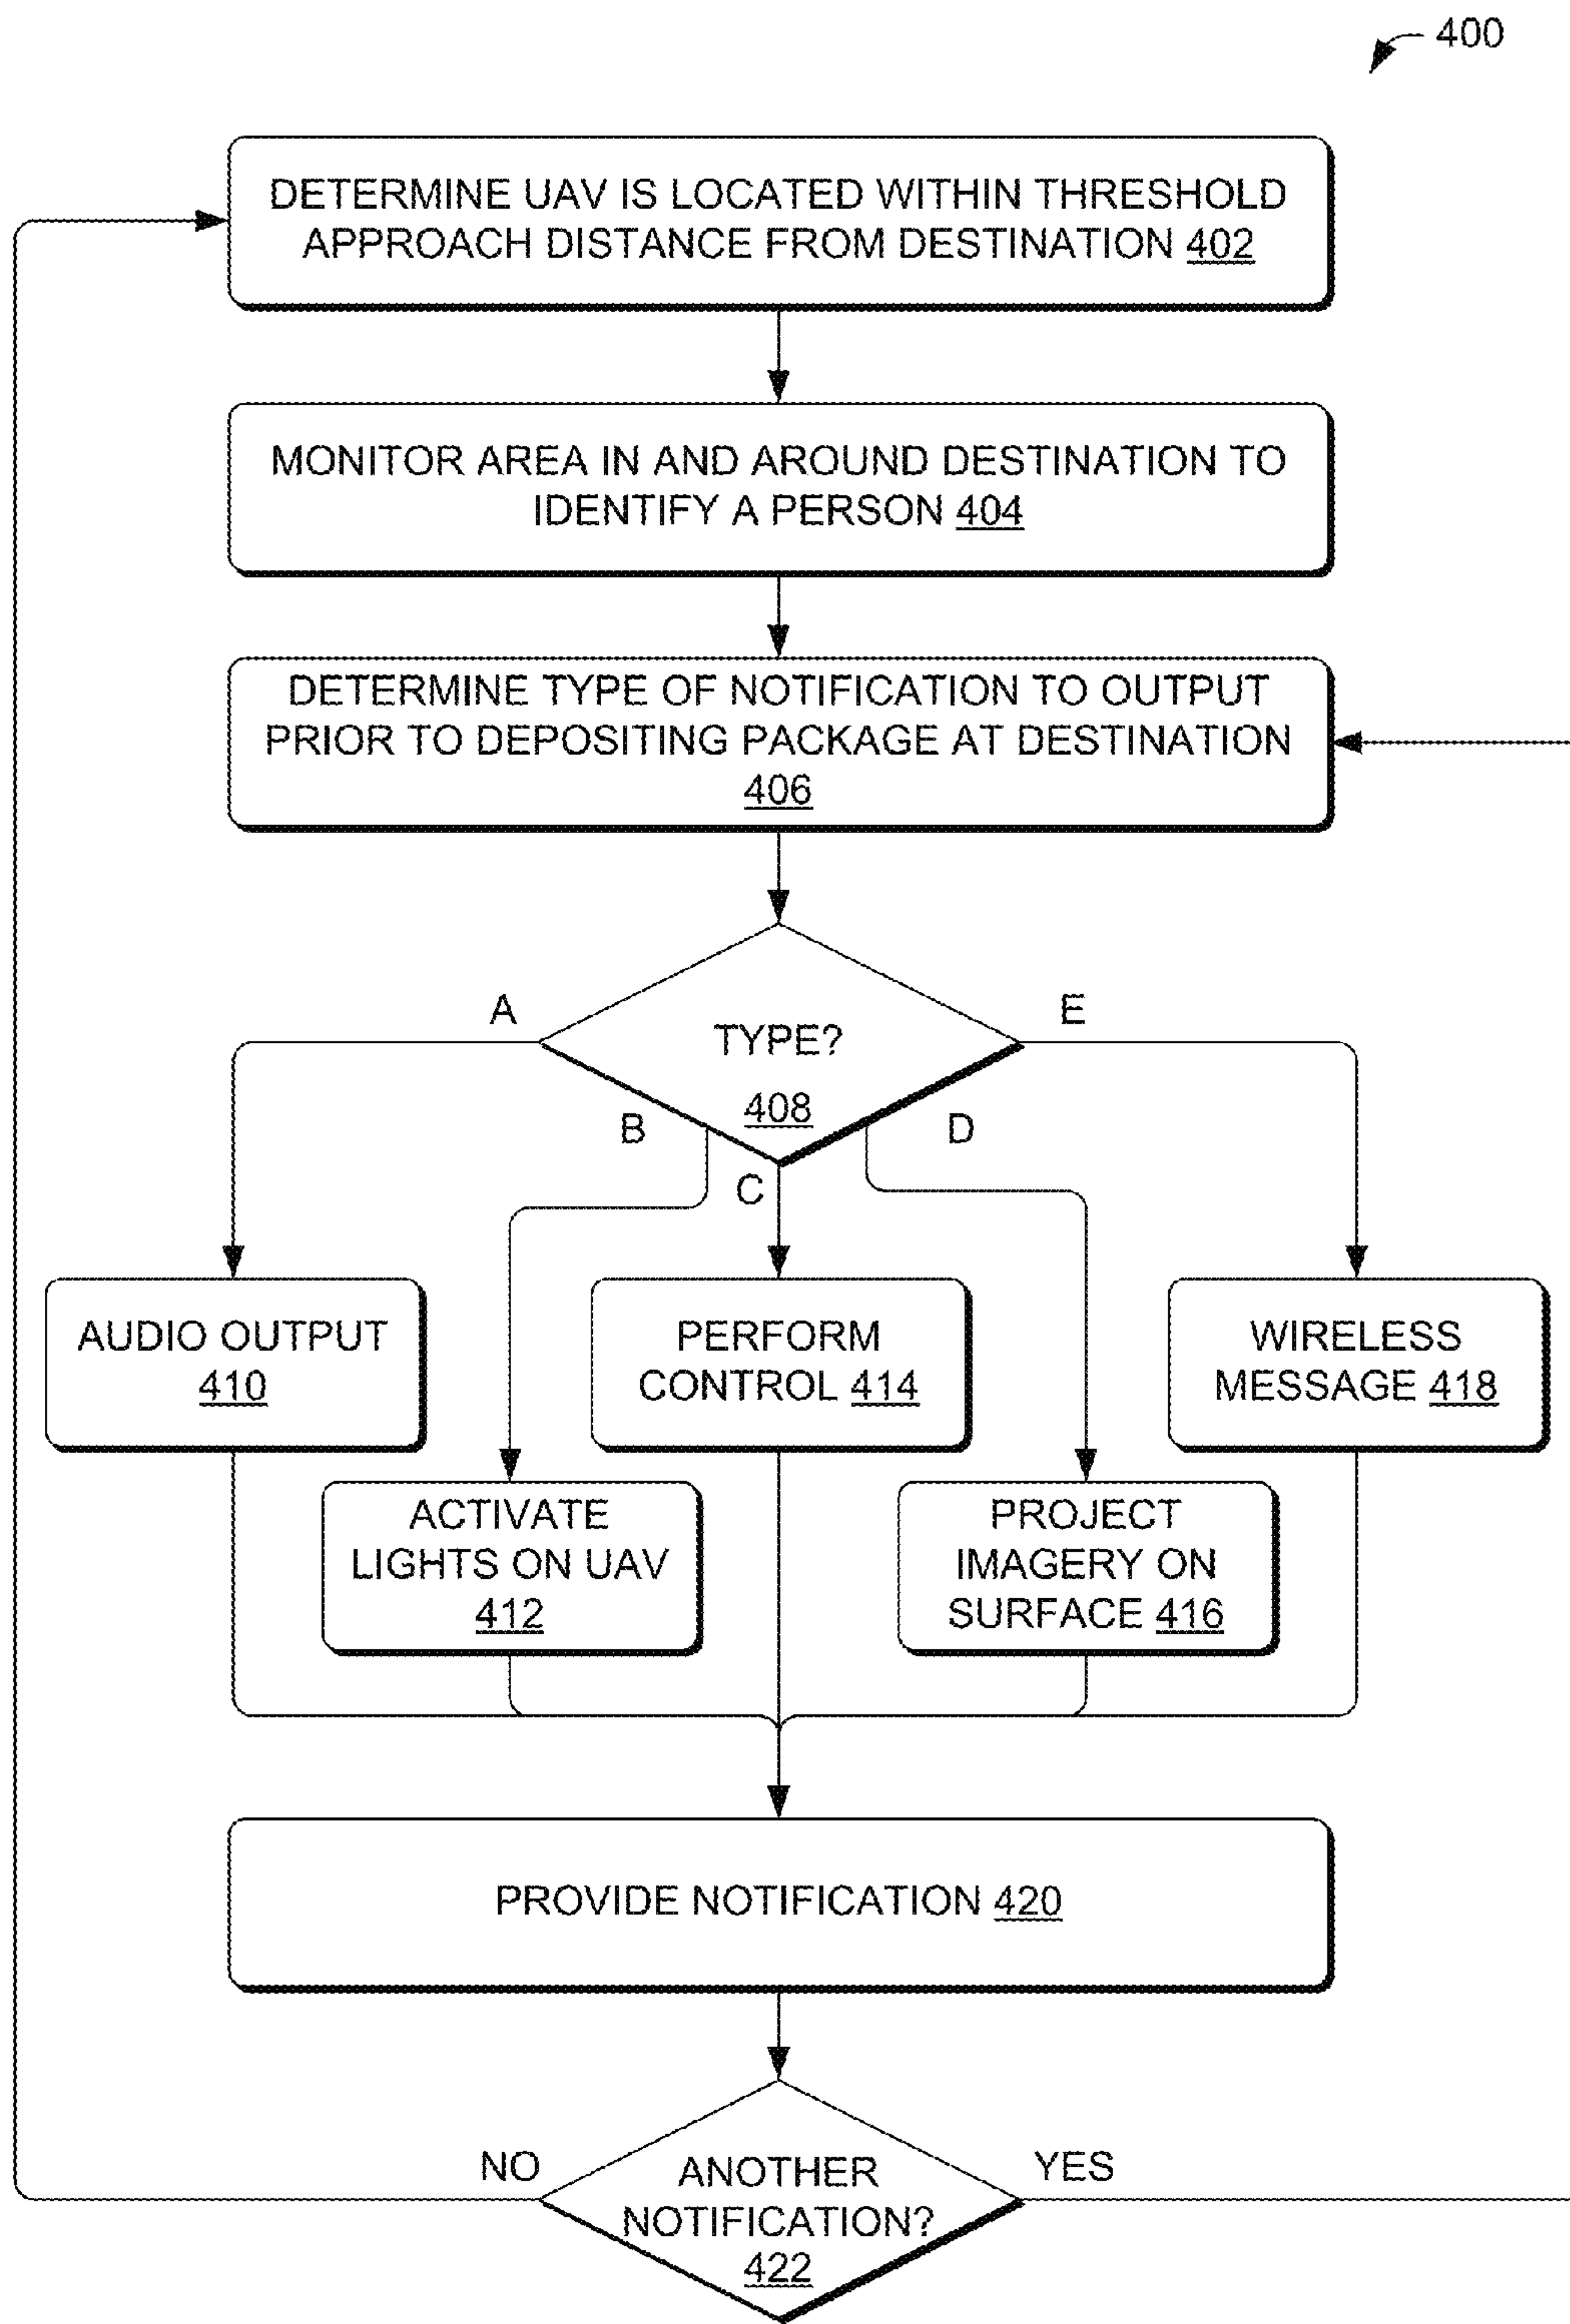 400
DETERMINE UAV IS LOCATED WITHIN THRESHOLD
APPROACH DISTANCE FROM DESTINATION 402
MONITOR AREA IN AND AROUND DESTINATION TO
IDENTIFY A PERSON 404
DETERMINE TYPE OF NOTIFICATION TO OUTPUT
PRIOR TO DEPOSITING PACKAGE AT DESTINATION
406
A
E
TYPE?
408
B
D
C
AUDIO OUTPUT
410
PERFORM
CONTROL 414
WIRELESS
MESSAGE 418
ACTIVATE
LIGHTS ON UAV
412
PROJECT
IMAGERY ON
SURFACE 416
PROVIDE NOTIFICATION 420
NO
YES
ANOTHER
NOTIFICATION?
422